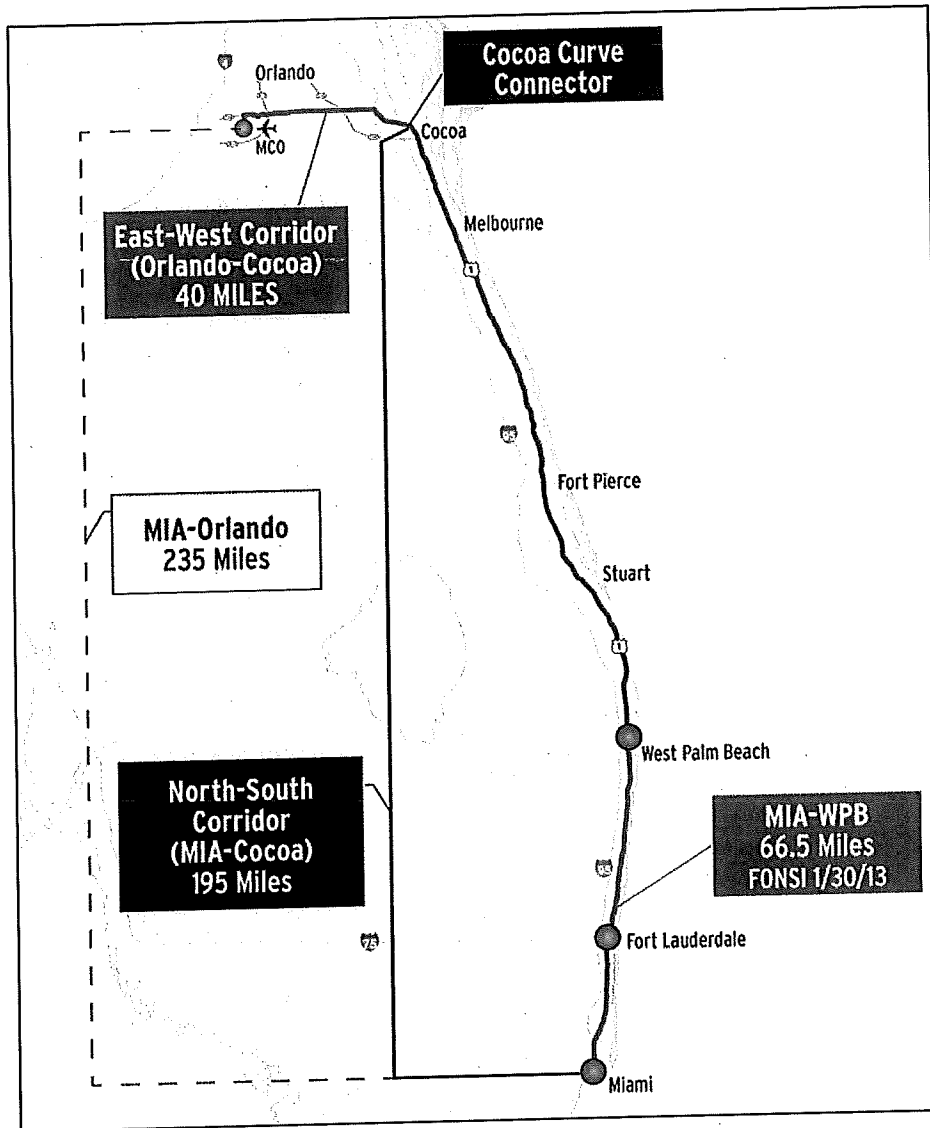 Cocoa Curve
Connector
Orlando
MCO
Cocoa
East-West Corridor
(Orlando-Cocoa)
40 MILES
Melbourne
1
Fort Pierce
MIA-Orlando
235 Miles
Stuart
1
West Palm Beach
North-South
Corridor
(MIA-Cocoa)
195 Miles
MIA-WPB
66.5 Miles
FONSI 1/30/13
75
Fort Lauderdale
Miami